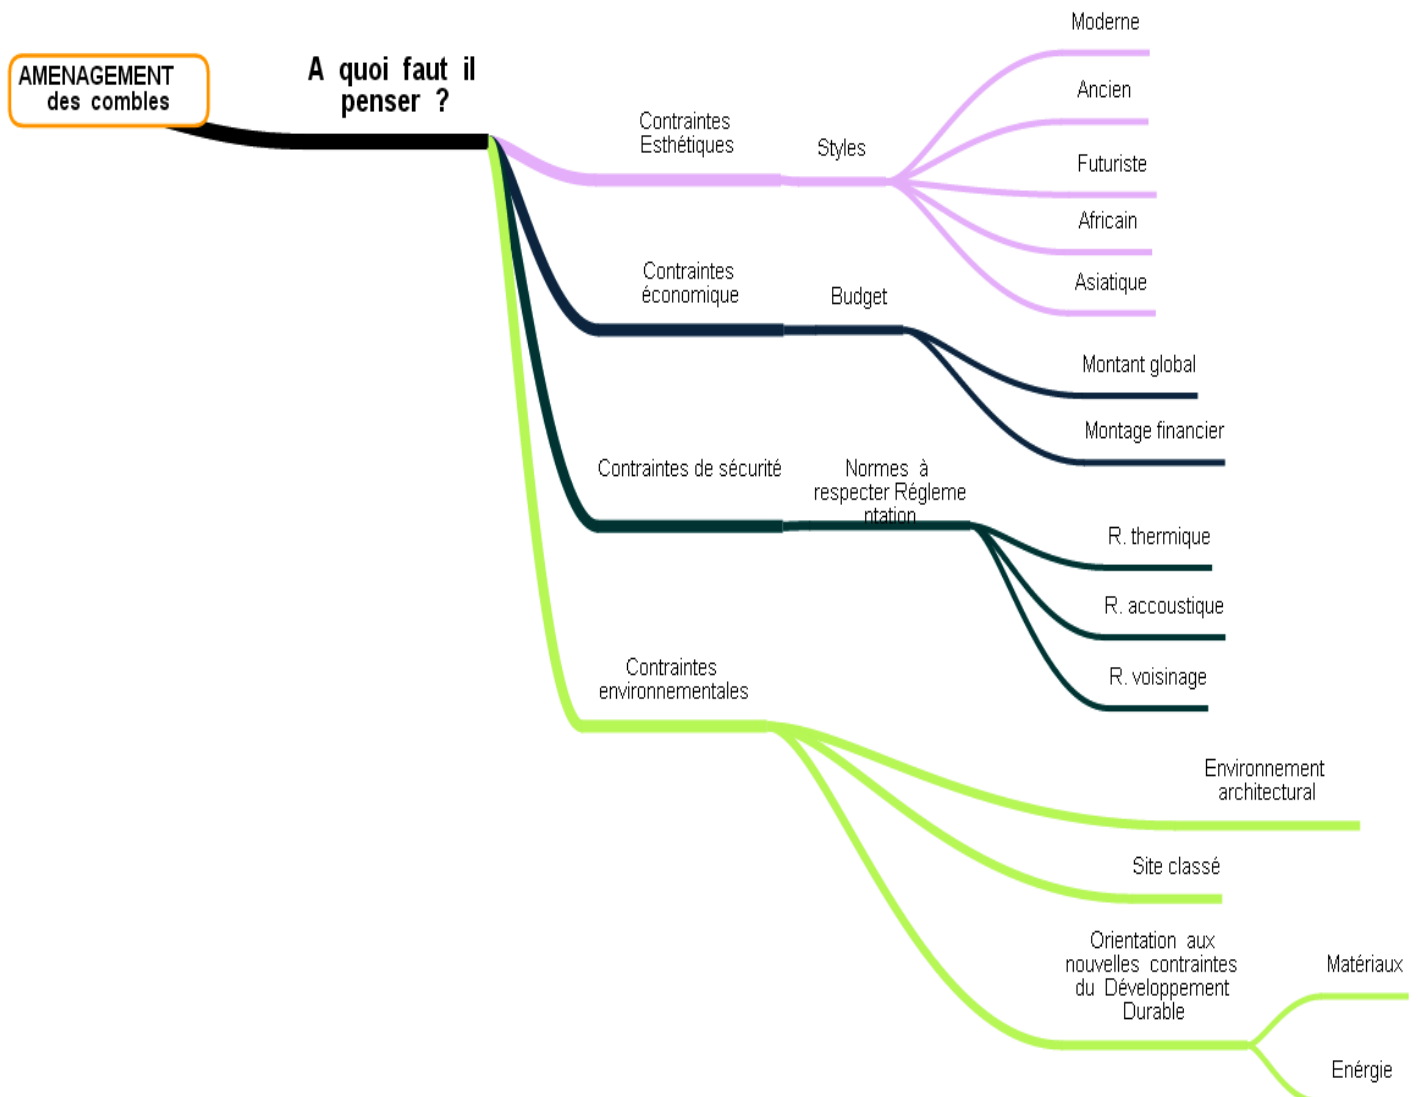 AMENAGEMENT
des combles
A quoi faut il
penser ?
Contraintes
Esthétiques
Styles
Moderne
Ancien
Futuriste
Africain
Asiatique
Contraintes
économique
Budget
Montant global
Montage financier
Contraintes de sécurité
Normes à
respecter Régleme
ntation
R. thermique
R. accoustique
R. voisinage
Contraintes
environnementales
Environnement
architectural
Site classé
Orientation aux
nouvelles contraintes
du Développement
Durable
Matériaux
Enérgie